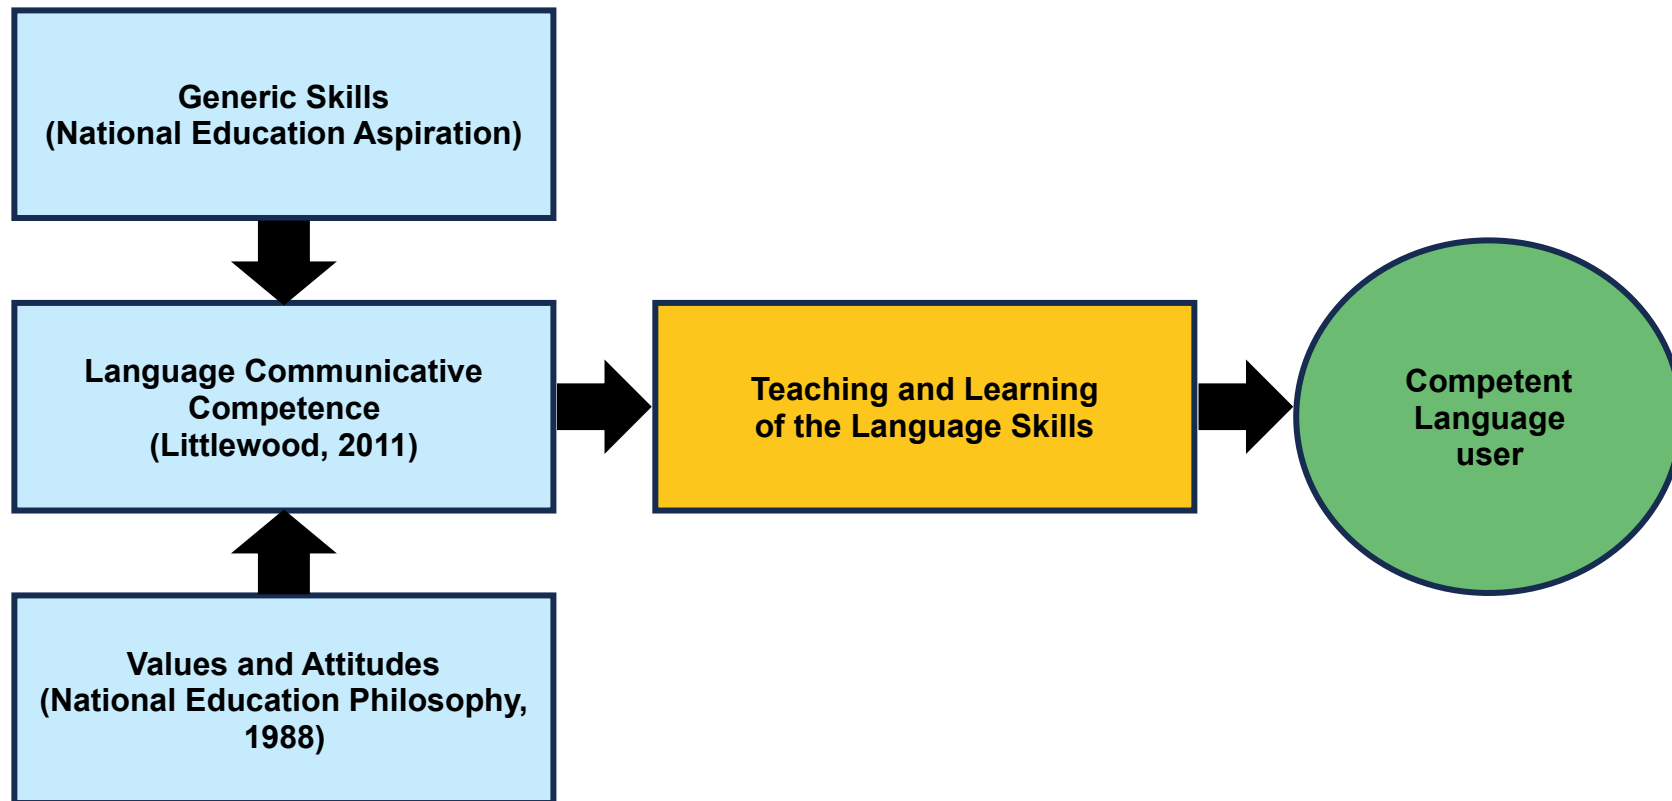 Generic Skills
(National Education Aspiration)
Language Communicative
Competence
(Littlewood, 2011)
Teaching and Learning
of the Language Skills
Competent
Language
user
Values and Attitudes
(National Education Philosophy,
1988)